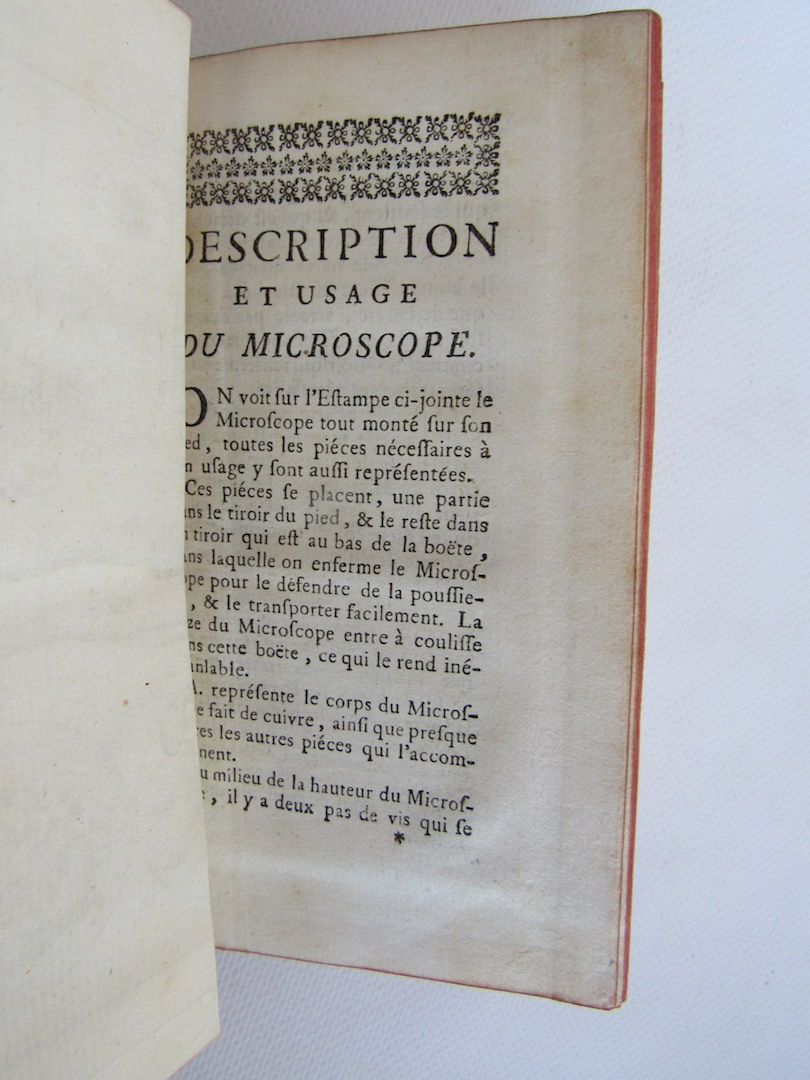 DESCRIPTION
ET USAGE
DU MICROSCOPE.
ON voit ſur l'Eſtampe ci-jointe le
Microſcope tout monté ſur ſon
ed, toutes les piéces néceſſaires à
n uſage y ſont auſſi repréſentées.
Ces piéces ſe placent, une partie
ns le tiroir du pied, & le reſte dans
tiroir qui eſt au bas de la boëte,
ns laquelle on enferme le Microſ-
pe pour le défendre de la pouſſie-
, & le tranſporter facilement. La
ze du Microſcope entre à couliſſe
ns cette boëte, ce qui le rend iné-
anlable.
A. repréſente le corps du Microſ-
e fait de cuivre, ainſi que preſque
es les autres piéces qui l'accom-
nent.
u milieu de la hauteur du Microſ-
, il y a deux pas de vis qui ſe
*